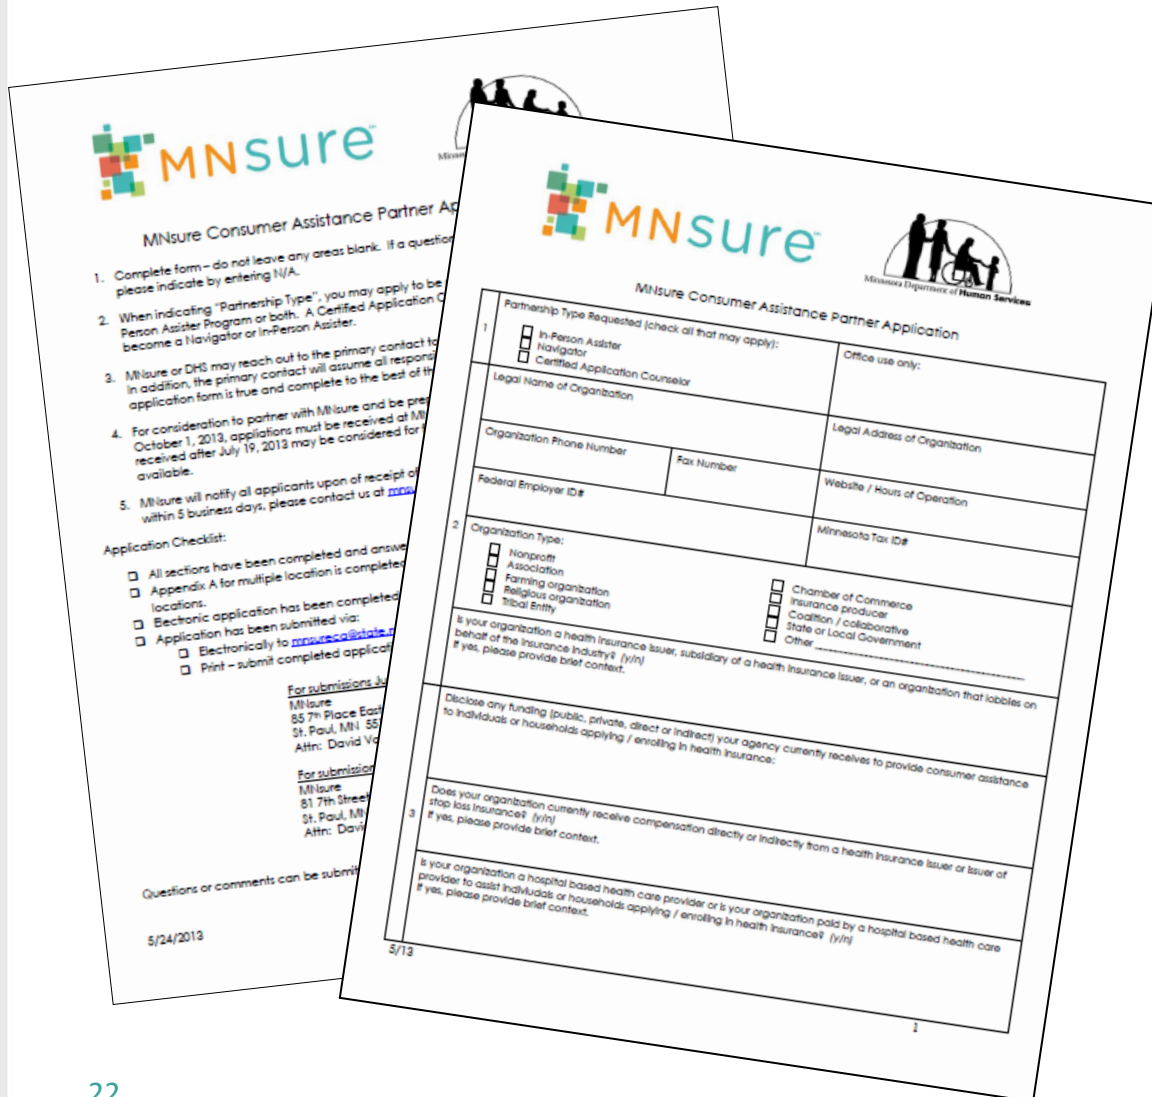 MNsure
MNsure Consumer Assistance Partner Ap
1. Complete form – do not leave any areas blank. If a question
please indicate by entering N/A.
2. When indicating "Partnership Type", you may apply to be
Person Assister Program or both. A Certified Application C
become a Navigator or In-Person Assister.
3. MNsure or DHS may reach out to the primary contact to
In addition, the primary contact will assume all responsi
application form is true and complete to the best of th
4. For consideration to partner with MNsure and be prep
October 1, 2013, appliations must be received at MN
received after July 19, 2013 may be considered for
available.
5. MNsure will notify all applicants upon of receipt of
within 5 business days, please contact us at mnsu
Application Checklist:
All sections have been completed and answe
Appendix A for multiple location is completed
locations.
Electronic application has been completed
Application has been submitted via:
Electronically to mnsureca@state.
Print – submit completed applicati
For submissions Ju
MNsure
85 7th Place East
St. Paul, MN 55
Attn: David Va
For submission
MNsure
81 7th Street
St. Paul, MN
Attn: Davi
Questions or comments can be submit
5/24/2013
MNsure
Minnesota Department of Human Services
MNsure Consumer Assistance Partner Application
1
Partnership Type Requested (check all that may apply):
In-Person Assister
Navigator
Certified Application Counselor
Office use only:
Legal Name of Organization
Legal Address of Organization
Organization Phone Number
Fax Number
Website / Hours of Operation
Federal Employer ID#
Minnesota Tax ID#
2
Organization Type:
Nonprofit
Association
Farming organization
Religious organization
Tribal Entity
Chamber of Commerce
Insurance producer
Coalition / collaborative
State or Local Government
Other
Is your organization a health insurance issuer, subsidiary of a health insurance issuer, or an organization that lobbies on
behalf of the insurance industry? (y/n)
If yes, please provide brief context.
Disclose any funding (public, private, direct or indirect) your agency currently receives to provide consumer assistance
to individuals or households applying / enrolling in health insurance:
3
Does your organization currently receive compensation directly or indirectly from a health insurance issuer or issuer of
stop loss insurance? (y/n)
If yes, please provide brief context.
Is your organization a hospital based health care provider or is your organization paid by a hospital based health care
provider to assist individuals or households applying / enrolling in health insurance? (y/n)
If yes, please provide brief context.
5/13
1
22